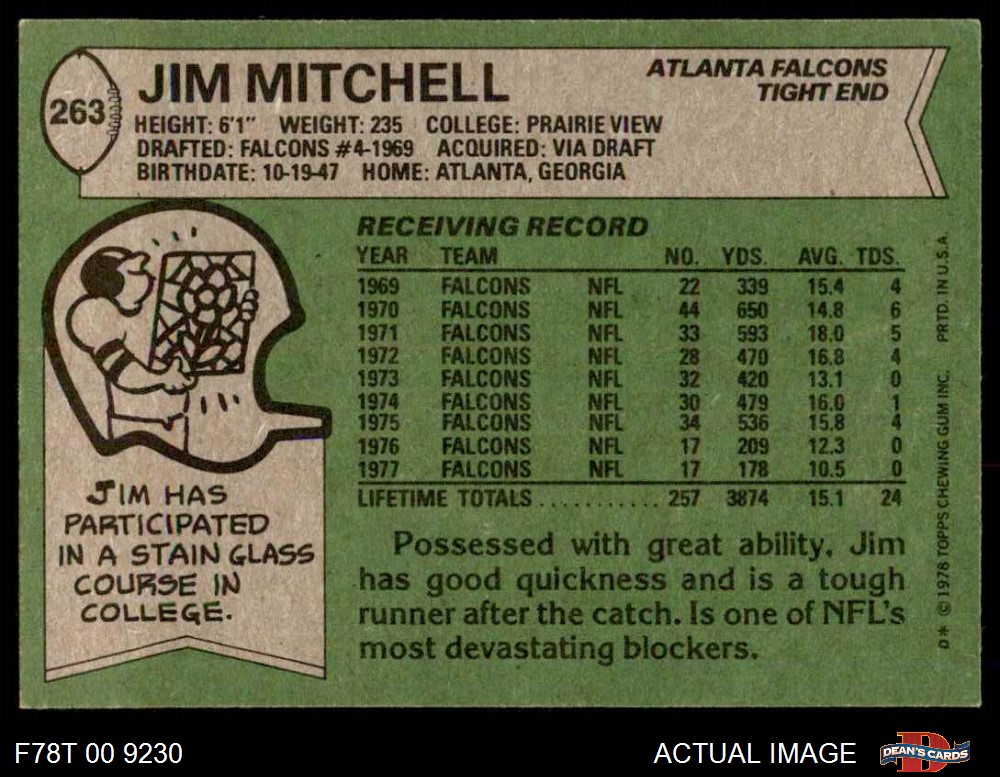 263
JIM MITCHELL
ATLANTA FALCONS
TIGHT END
HEIGHT: 6'1" WEIGHT: 235 COLLEGE: PRAIRIE VIEW
DRAFTED: FALCONS #4-1969 ACQUIRED: VIA DRAFT
BIRTHDATE: 10-19-47 HOME: ATLANTA, GEORGIA
RECEIVING RECORD
YEAR TEAM NO. YDS. AVG. TDS.
1969 FALCONS NFL 22 339 15.4 4
1970 FALCONS NFL 44 650 14.8 6
1971 FALCONS NFL 33 593 18.0 5
1972 FALCONS NFL 28 470 16.8 4
1973 FALCONS NFL 32 420 13.1 0
1974 FALCONS NFL 30 479 16.0 1
1975 FALCONS NFL 34 536 15.8 4
1976 FALCONS NFL 17 209 12.3 0
1977 FALCONS NFL 17 178 10.5 0
LIFETIME TOTALS ........... 257 3874 15.1 24
JIM HAS
PARTICIPATED
IN A STAIN GLASS
COURSE IN
COLLEGE.
Possessed with great ability, Jim
has good quickness and is a tough
runner after the catch. Is one of NFL's
most devastating blockers.
D* © 1978 TOPPS CHEWING GUM INC. PRTD. IN U.S.A.
F78T 00 9230
ACTUAL IMAGE
DEAN'S CARDS